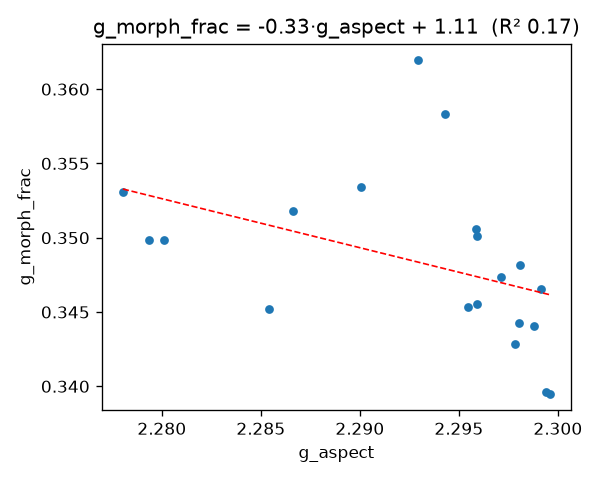 g_morph_frac = -0.33·g_aspect + 1.11 (R² 0.17)
0.360
0.355
0.350
0.345
0.340
g_morph_frac
2.280 2.285 2.290 2.295 2.300
g_aspect